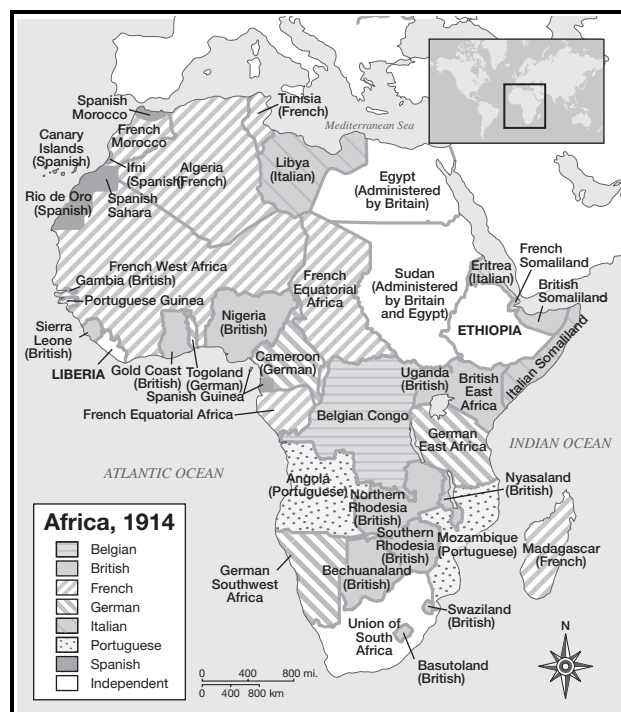 Spanish
Morocco
French
Morocco
Canary
Islands
(Spanish)
Ifni
(Spanish)
Rio de Oro
(Spanish)
Spanish
Sahara
Algeria
(French)
Tunisia
(French)
Mediterranean Sea
Libya
(Italian)
Egypt
(Administered
by Britain)
French West Africa
Gambia (British)
Portuguese Guinea
Sierra
Leone
(British)
LIBERIA
Gold Coast
(British)
Togoland
(German)
Nigeria
(British)
Cameroon
(German)
Spanish Guinea
French Equatorial Africa
French
Equatorial
Africa
Sudan
(Administered
by Britain
and Egypt)
Eritrea
(Italian)
French
Somaliland
British
Somaliland
ETHIOPIA
Italian Somaliland
Uganda
(British)
British
East
Africa
Belgian Congo
German
East Africa
INDIAN OCEAN
ATLANTIC OCEAN
Angola
(Portuguese)
Northern
Rhodesia
(British)
Nyasaland
(British)
Southern
Rhodesia
(British)
Mozambique
(Portuguese)
Madagascar
(French)
German
Southwest
Africa
Bechuanaland
(British)
Swaziland
(British)
Union of
South
Africa
Basutoland
(British)
Africa, 1914
Belgian
British
French
German
Italian
Portuguese
Spanish
Independent
0 400 800 mi.
0 400 800 km
N